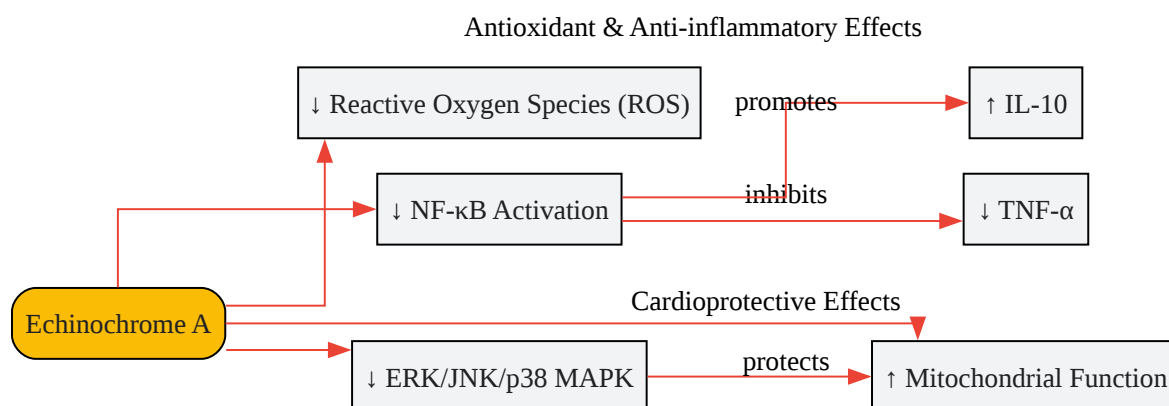 Antioxidant & Anti-inflammatory Effects
↓ Reactive Oxygen Species (ROS)
promotes
↑ IL-10
↓ NF-κB Activation
inhibits
↓ TNF-α
Echinochrome A
Cardioprotective Effects
↓ ERK/JNK/p38 MAPK
protects
↑ Mitochondrial Function